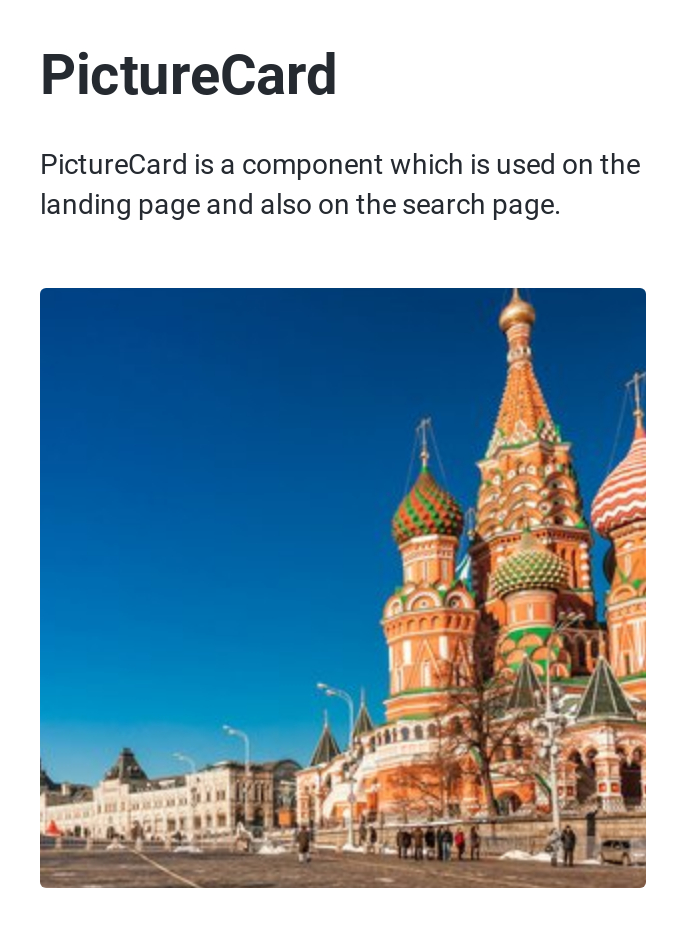 PictureCard
PictureCard is a component which is used on the
landing page and also on the search page.